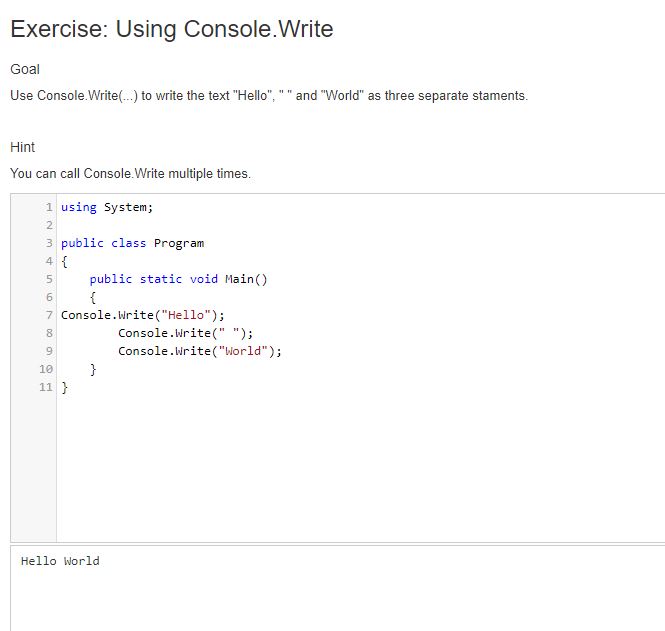 Exercise: Using Console.Write
Goal
Use Console.Write(...) to write the text "Hello", " " and "World" as three separate staments.
Hint
You can call Console.Write multiple times.
1 using System;
2
3 public class Program
4 {
5     public static void Main()
6     {
7 Console.Write("Hello");
8         Console.Write(" ");
9         Console.Write("World");
10     }
11 }
Hello World